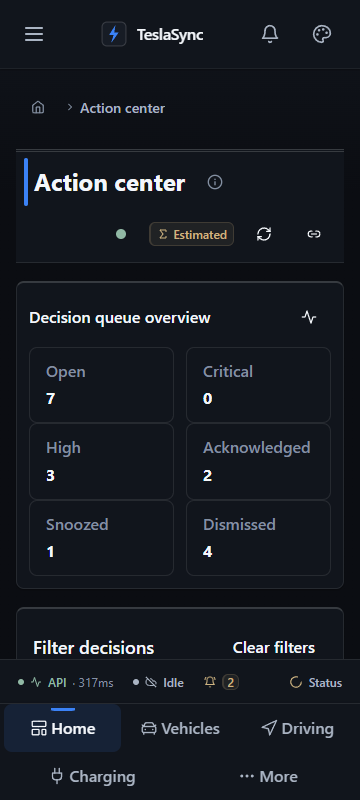 TeslaSync
Action center
Action center
Σ Estimated
Decision queue overview
Open
7
Critical
0
High
3
Acknowledged
2
Snoozed
1
Dismissed
4
Filter decisions
Clear filters
API · 317ms
Idle
2
Status
Home
Vehicles
Driving
Charging
More